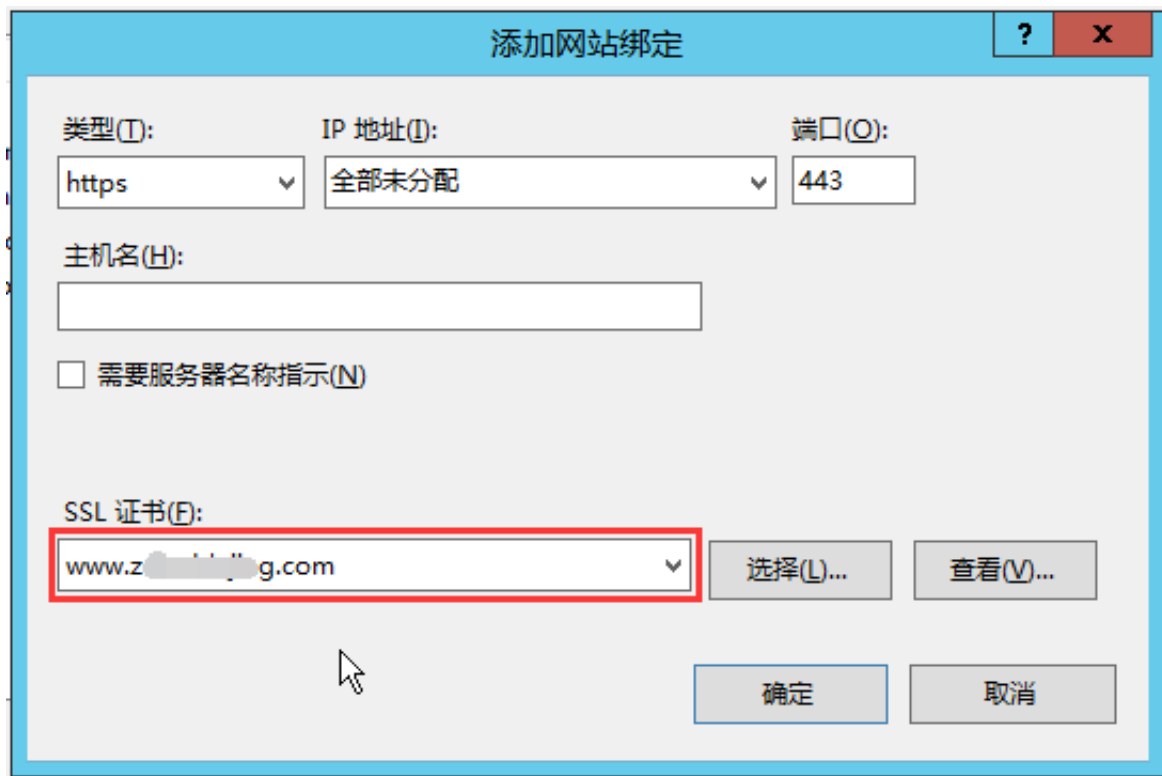 添加网站绑定
?
x
类型(T): IP 地址(I): 端口(O):
https 全部未分配 443
主机名(H):
需要服务器名称指示(N)
SSL 证书(F):
选择(L)... 查看(V)...
确定 取消